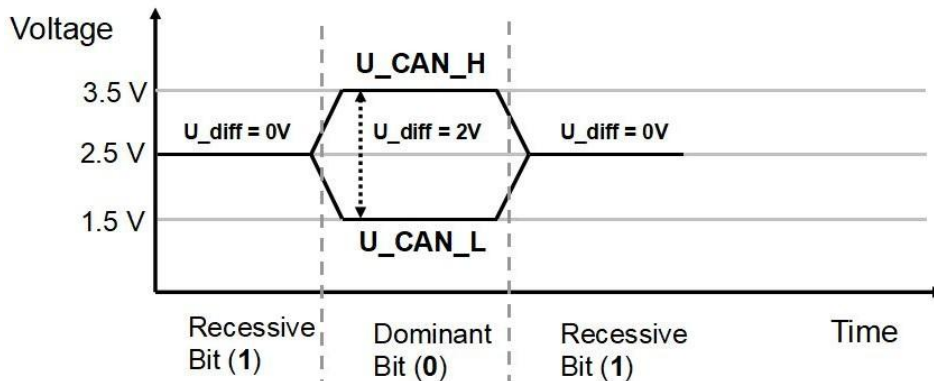 Voltage
U_CAN_H
3.5 V
U_diff = 0V
U_diff = 2V
U_diff = 0V
2.5 V
1.5 V
U_CAN_L
Recessive
Bit (1)
Dominant
Bit (0)
Recessive
Bit (1)
Time